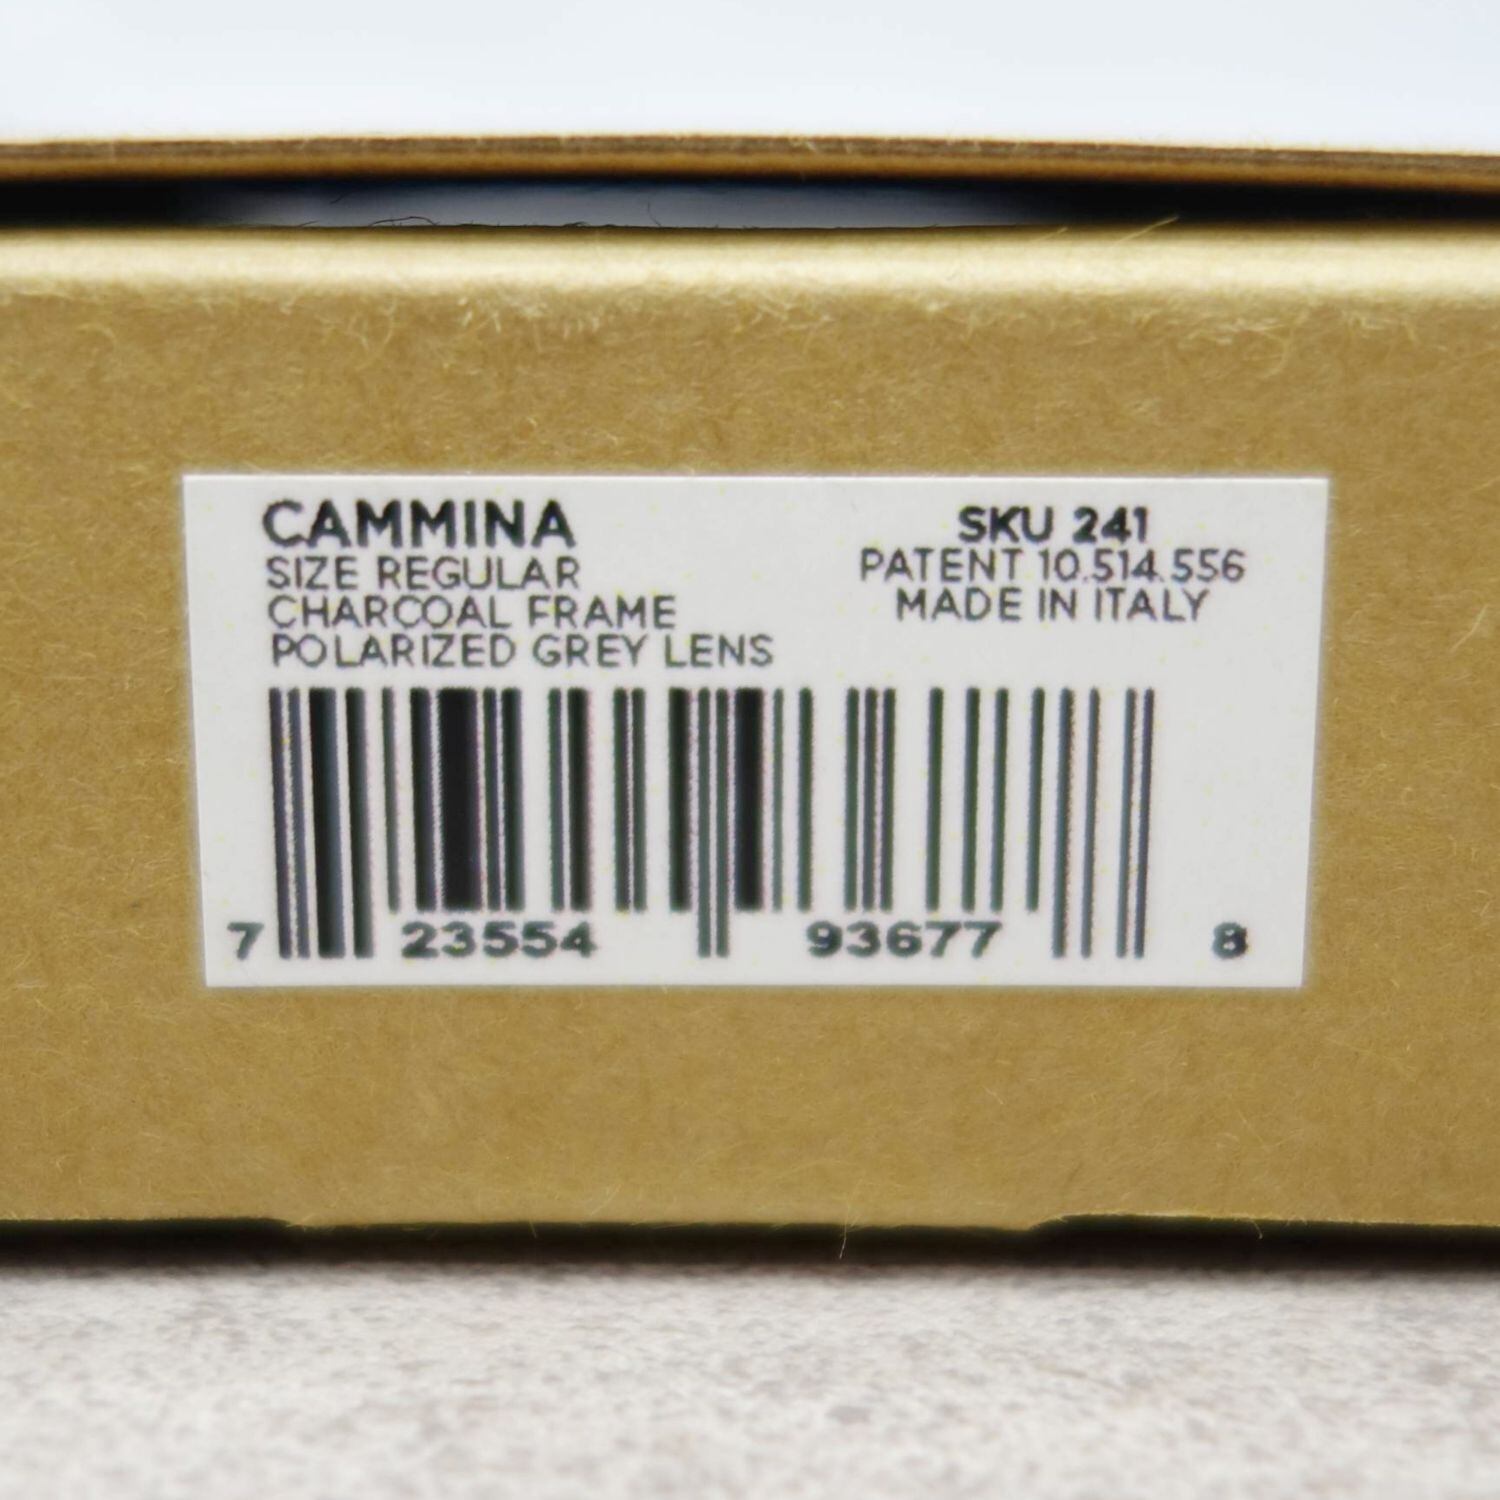 CAMMINA
SIZE REGULAR
CHARCOAL FRAME
POLARIZED GREY LENS
SKU 241
PATENT 10.514.556
MADE IN ITALY
7 23554 93677 8